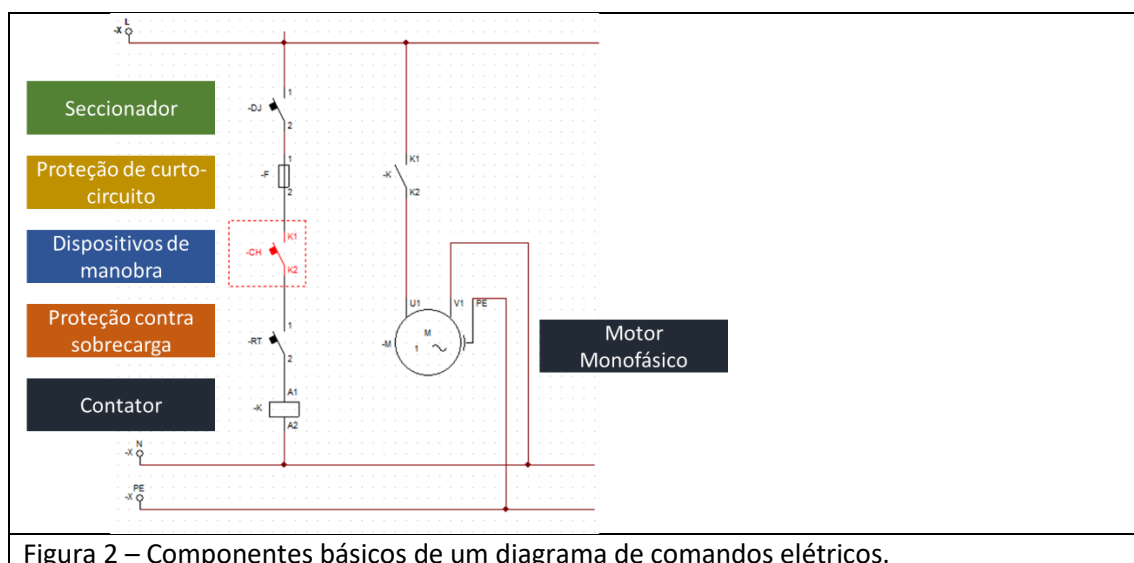 L
-X
Seccionador
1
-DJ
2
Proteção de curto-
circuito
1
-F
2
K1
-K
K2
Dispositivos de
manobra
K1
-CH
K2
Proteção contra
sobrecarga
1
-RT
2
U1
V1
PE
-M
M
1
Motor
Monofásico
Contator
A1
-K
A2
N
-X
PE
-X
Figura 2 – Componentes básicos de um diagrama de comandos elétricos.